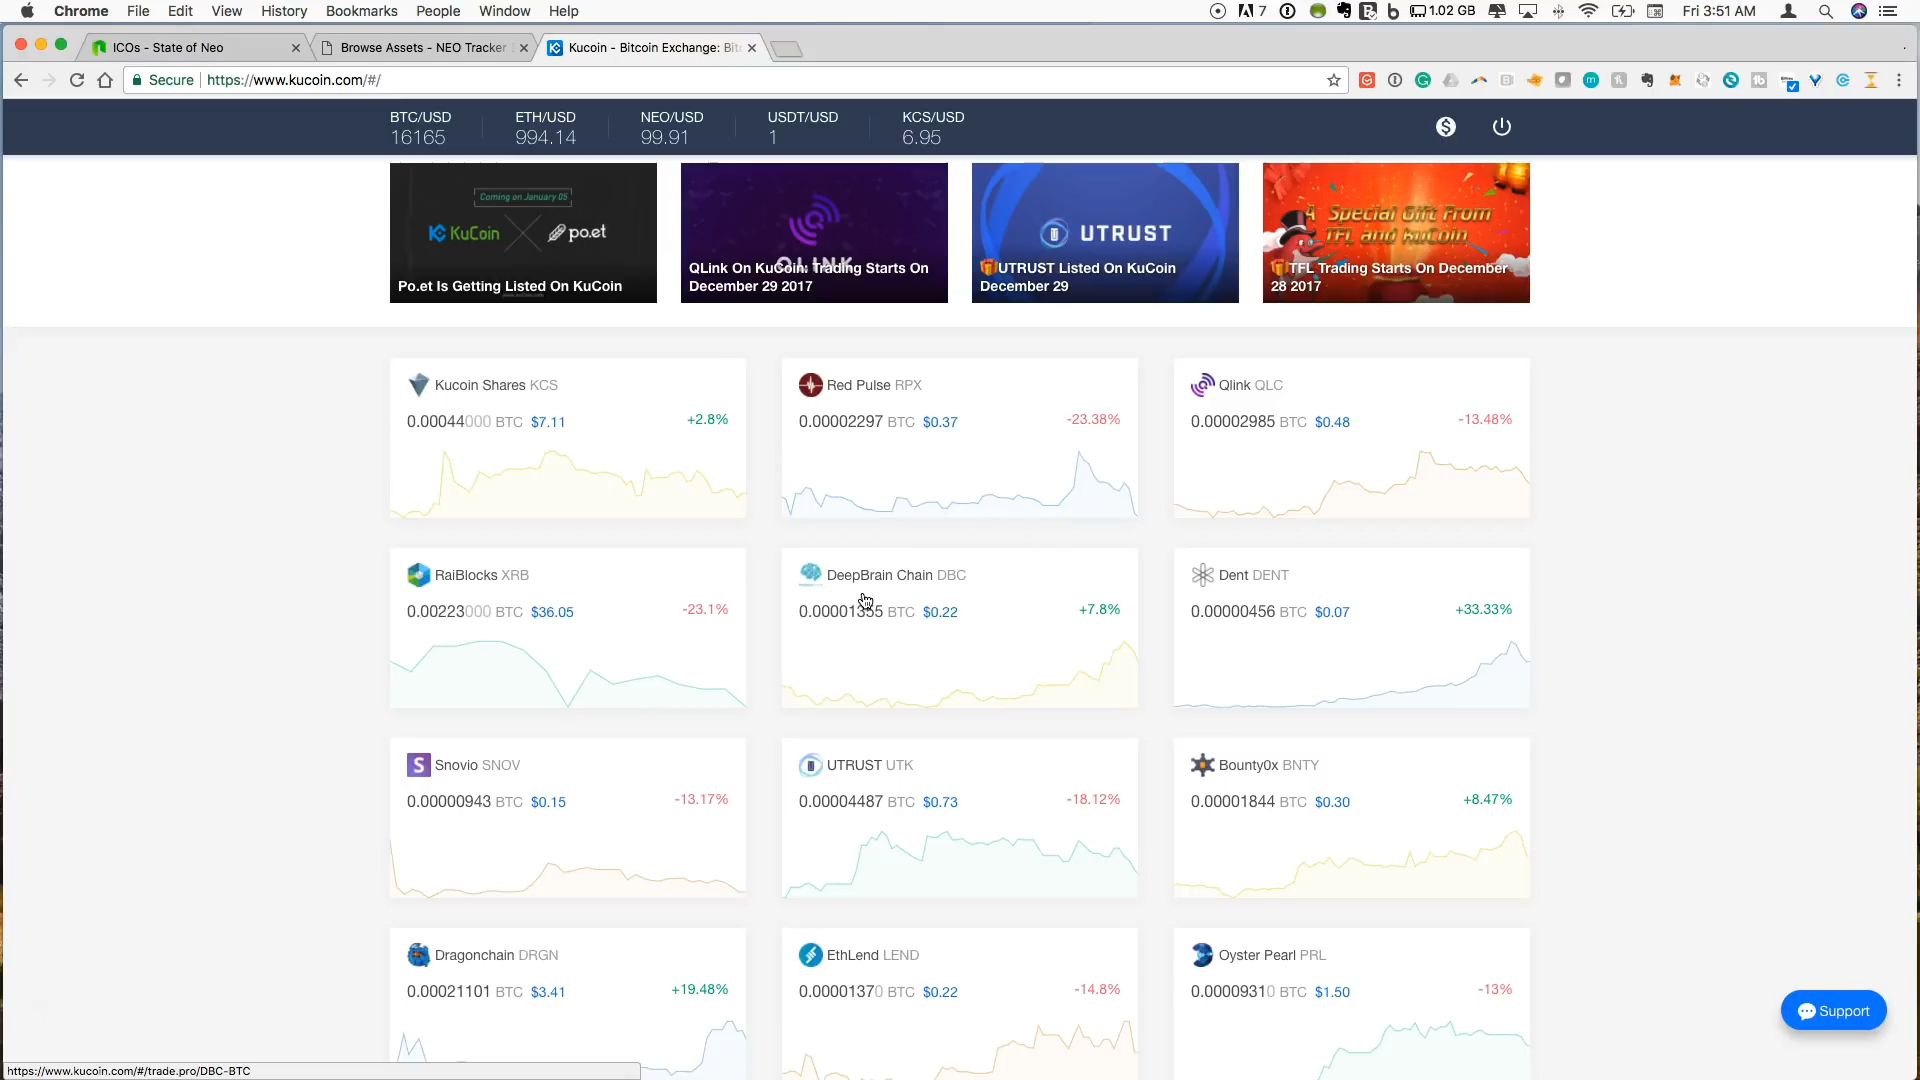 Chrome File Edit View History Bookmarks People Window Help 7 1.02 GB Fri 3:51 AM
ICOs - State of Neo
Browse Assets - NEO Tracker
Kucoin - Bitcoin Exchange: Bit
Secure https://www.kucoin.com/#/
BTC/USD ETH/USD NEO/USD USDT/USD KCS/USD
16165 994.14 99.91 1 6.95
Coming on January 05
KuCoin po.et
Po.et Is Getting Listed On KuCoin
QLINK
QLink On KuCoin: Trading Starts On
December 29 2017
UTRUST
UTRUST Listed On KuCoin
December 29
A Special Gift From
TFL and KuCoin
TFL Trading Starts On December
28 2017
Kucoin Shares KCS
0.00044000 BTC $7.11 +2.8%
Red Pulse RPX
0.00002297 BTC $0.37 -23.38%
Qlink QLC
0.00002985 BTC $0.48 -13.48%
RaiBlocks XRB
0.00223000 BTC $36.05 -23.1%
DeepBrain Chain DBC
0.00001355 BTC $0.22 +7.8%
Dent DENT
0.00000456 BTC $0.07 +33.33%
Snovio SNOV
0.00000943 BTC $0.15 -13.17%
UTRUST UTK
0.00004487 BTC $0.73 -18.12%
Bounty0x BNTY
0.00001844 BTC $0.30 +8.47%
Dragonchain DRGN
0.00021101 BTC $3.41 +19.48%
EthLend LEND
0.00001370 BTC $0.22 -14.8%
Oyster Pearl PRL
0.00009310 BTC $1.50 -13%
Support
https://www.kucoin.com/#/trade.pro/DBC-BTC